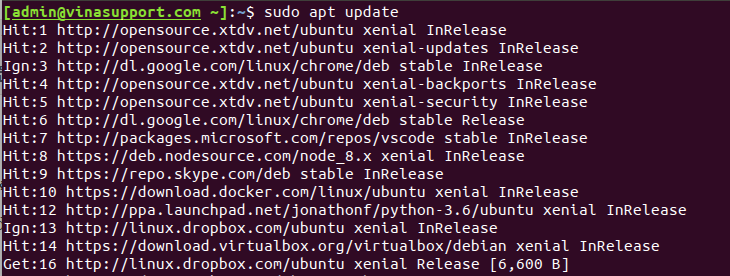 [admin@vinasupport.com ~]:~$ sudo apt update
Hit:1 http://opensource.xtdv.net/ubuntu xenial InRelease
Hit:2 http://opensource.xtdv.net/ubuntu xenial-updates InRelease
Ign:3 http://dl.google.com/linux/chrome/deb stable InRelease
Hit:4 http://opensource.xtdv.net/ubuntu xenial-backports InRelease
Hit:5 http://opensource.xtdv.net/ubuntu xenial-security InRelease
Hit:6 http://dl.google.com/linux/chrome/deb stable Release
Hit:7 http://packages.microsoft.com/repos/vscode stable InRelease
Hit:8 https://deb.nodesource.com/node_8.x xenial InRelease
Hit:9 https://repo.skype.com/deb stable InRelease
Hit:10 https://download.docker.com/linux/ubuntu xenial InRelease
Hit:12 http://ppa.launchpad.net/jonathonf/python-3.6/ubuntu xenial InRelease
Ign:13 http://linux.dropbox.com/ubuntu xenial InRelease
Hit:14 https://download.virtualbox.org/virtualbox/debian xenial InRelease
Get:16 http://linux.dropbox.com/ubuntu xenial Release [6,600 B]